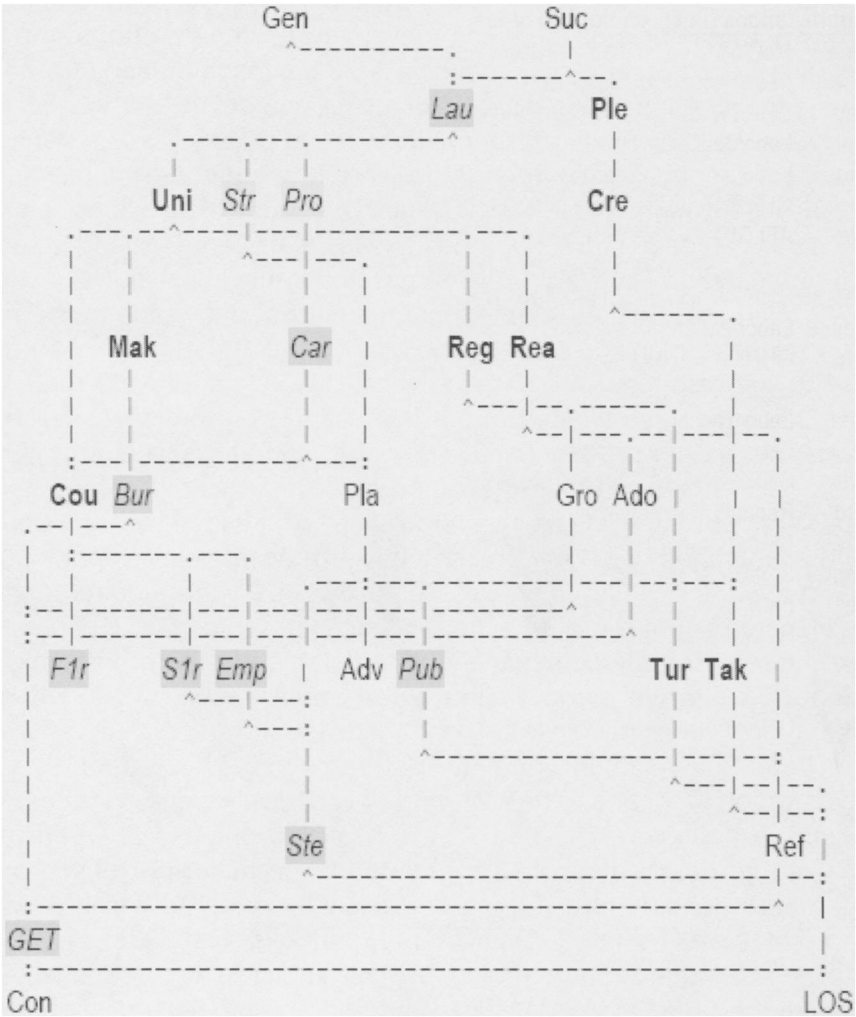 Gen Suc
Lau Ple
Uni Str Pro Cre
Mak Car Reg Rea
Cou Bur Pla Gro Ado
F1r S1r Emp Adv Pub Tur Tak
Ste Ref
GET
Con LOS